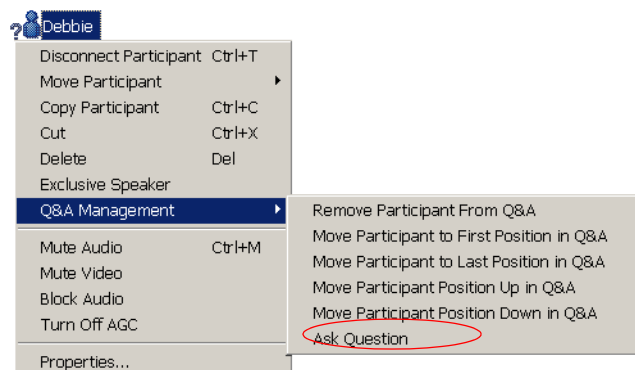 ?
Debbie
Disconnect Participant Ctrl+T
Move Participant
Copy Participant Ctrl+C
Cut Ctrl+X
Delete Del
Exclusive Speaker
Q&A Management
Remove Participant From Q&A
Move Participant to First Position in Q&A
Move Participant to Last Position in Q&A
Move Participant Position Up in Q&A
Move Participant Position Down in Q&A
Ask Question
Mute Audio Ctrl+M
Mute Video
Block Audio
Turn Off AGC
Properties...